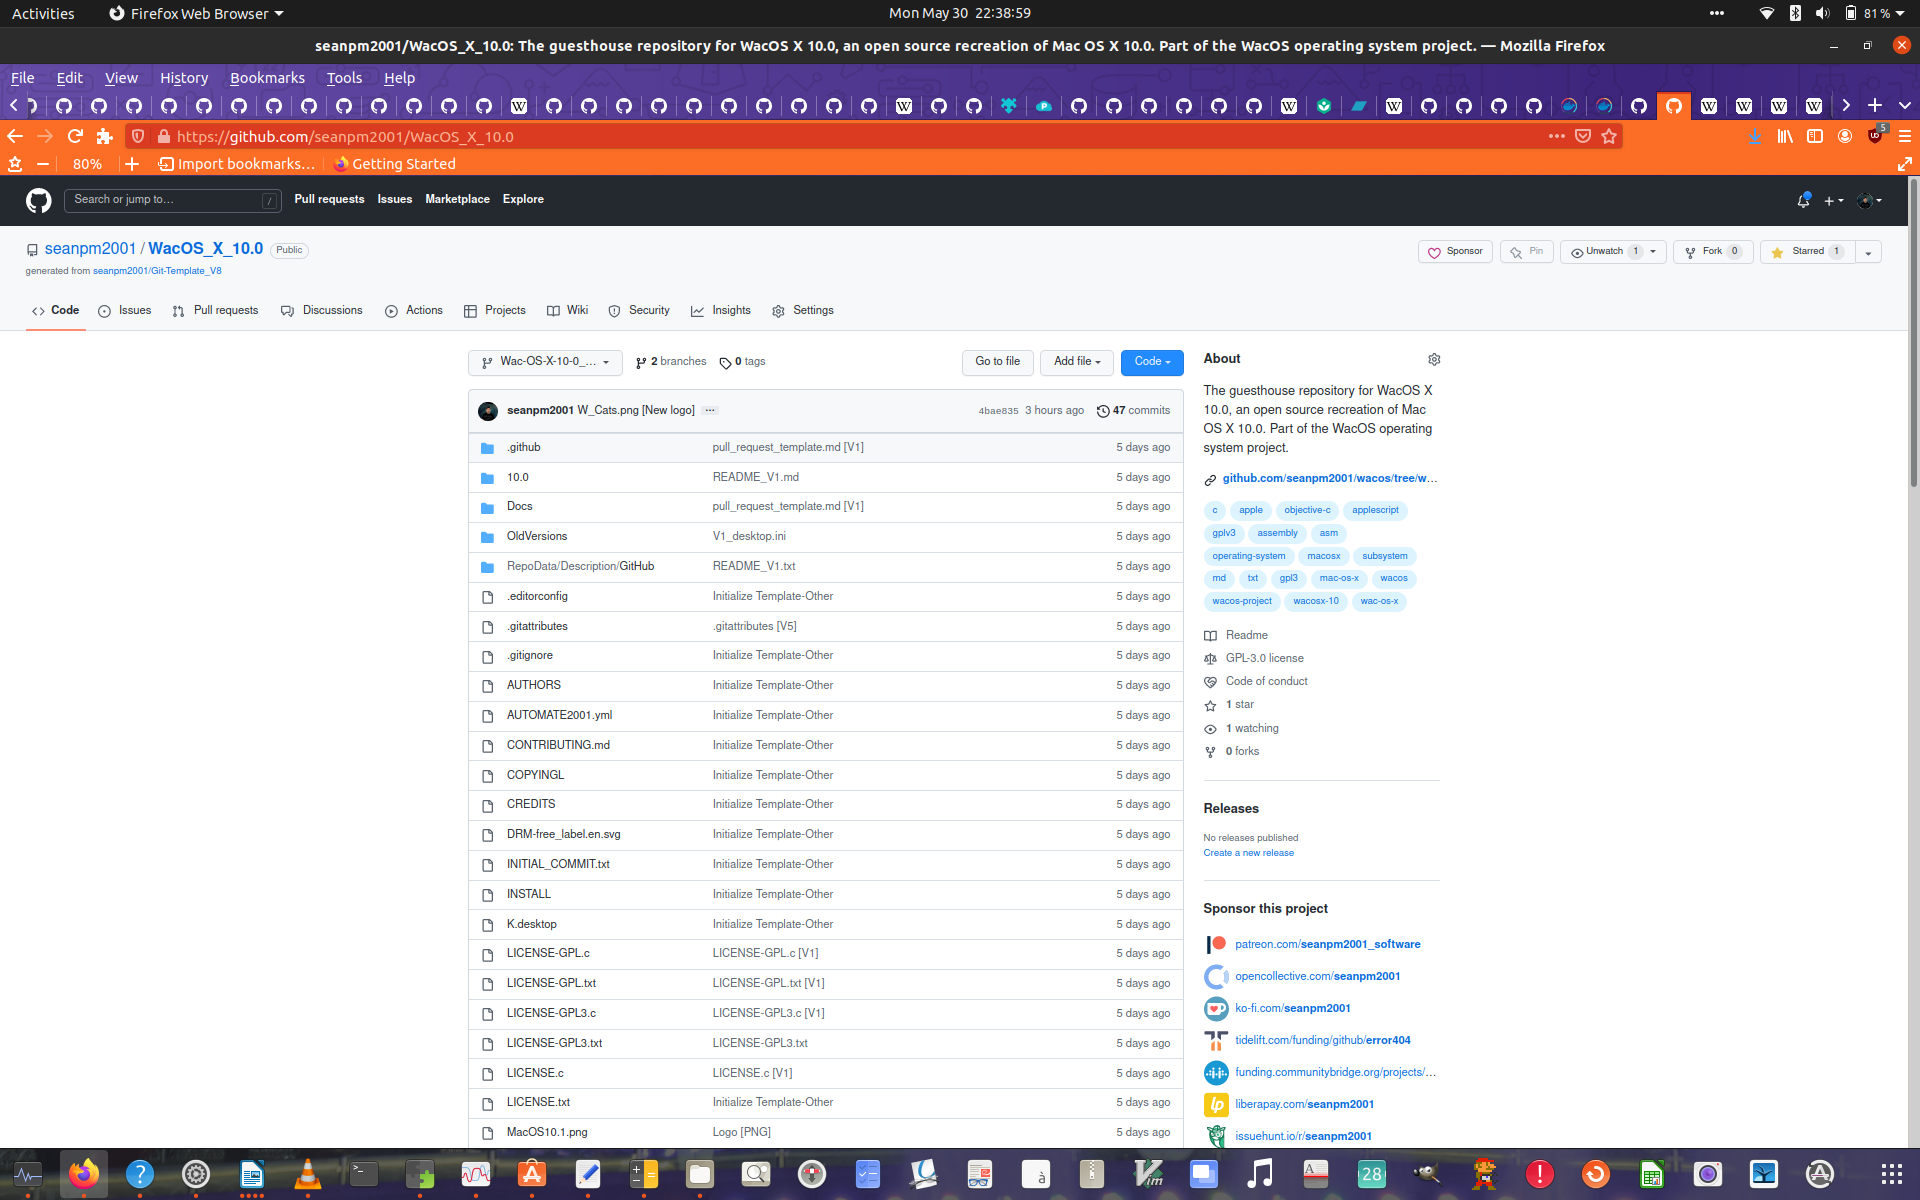 Activities
Firefox Web Browser
Mon May 30 22:38:59
81 %
seanpm2001/WacOS_X_10.0: The guesthouse repository for WacOS X 10.0, an open source recreation of Mac OS X 10.0. Part of the WacOS operating system project. — Mozilla Firefox
File Edit View History Bookmarks Tools Help
https://github.com/seanpm2001/WacOS_X_10.0
5
80%
Import bookmarks…
Getting Started
Search or jump to…
/
Pull requests Issues Marketplace Explore
seanpm2001 / WacOS_X_10.0 Public
generated from seanpm2001/Git-Template_V8
Sponsor
Pin
Unwatch 1
Fork 0
Starred 1
Code Issues Pull requests Discussions Actions Projects Wiki Security Insights Settings
Wac-OS-X-10-0_…
2 branches
0 tags
Go to file
Add file
Code
seanpm2001 W_Cats.png [New logo] …
4bae835 3 hours ago 47 commits
.github pull_request_template.md [V1] 5 days ago
10.0 README_V1.md 5 days ago
Docs pull_request_template.md [V1] 5 days ago
OldVersions V1_desktop.ini 5 days ago
RepoData/Description/GitHub README_V1.txt 5 days ago
.editorconfig Initialize Template-Other 5 days ago
.gitattributes .gitattributes [V5] 5 days ago
.gitignore Initialize Template-Other 5 days ago
AUTHORS Initialize Template-Other 5 days ago
AUTOMATE2001.yml Initialize Template-Other 5 days ago
CONTRIBUTING.md Initialize Template-Other 5 days ago
COPYINGL Initialize Template-Other 5 days ago
CREDITS Initialize Template-Other 5 days ago
DRM-free_label.en.svg Initialize Template-Other 5 days ago
INITIAL_COMMIT.txt Initialize Template-Other 5 days ago
INSTALL Initialize Template-Other 5 days ago
K.desktop Initialize Template-Other 5 days ago
LICENSE-GPL.c LICENSE-GPL.c [V1] 5 days ago
LICENSE-GPL.txt LICENSE-GPL.txt [V1] 5 days ago
LICENSE-GPL3.c LICENSE-GPL3.c [V1] 5 days ago
LICENSE-GPL3.txt LICENSE-GPL3.txt 5 days ago
LICENSE.c LICENSE.c [V1] 5 days ago
LICENSE.txt Initialize Template-Other 5 days ago
MacOS10.1.png Logo [PNG] 5 days ago
About
The guesthouse repository for WacOS X
10.0, an open source recreation of Mac
OS X 10.0. Part of the WacOS operating
system project.
github.com/seanpm2001/wacos/tree/w…
c apple objective-c applescript
gplv3 assembly asm
operating-system macosx subsystem
md txt gpl3 mac-os-x wacos
wacos-project wacosx-10 wac-os-x
Readme
GPL-3.0 license
Code of conduct
1 star
1 watching
0 forks
Releases
No releases published
Create a new release
Sponsor this project
patreon.com/seanpm2001_software
opencollective.com/seanpm2001
ko-fi.com/seanpm2001
tidelift.com/funding/github/error404
funding.communitybridge.org/projects/…
liberapay.com/seanpm2001
issuehunt.io/r/seanpm2001
28